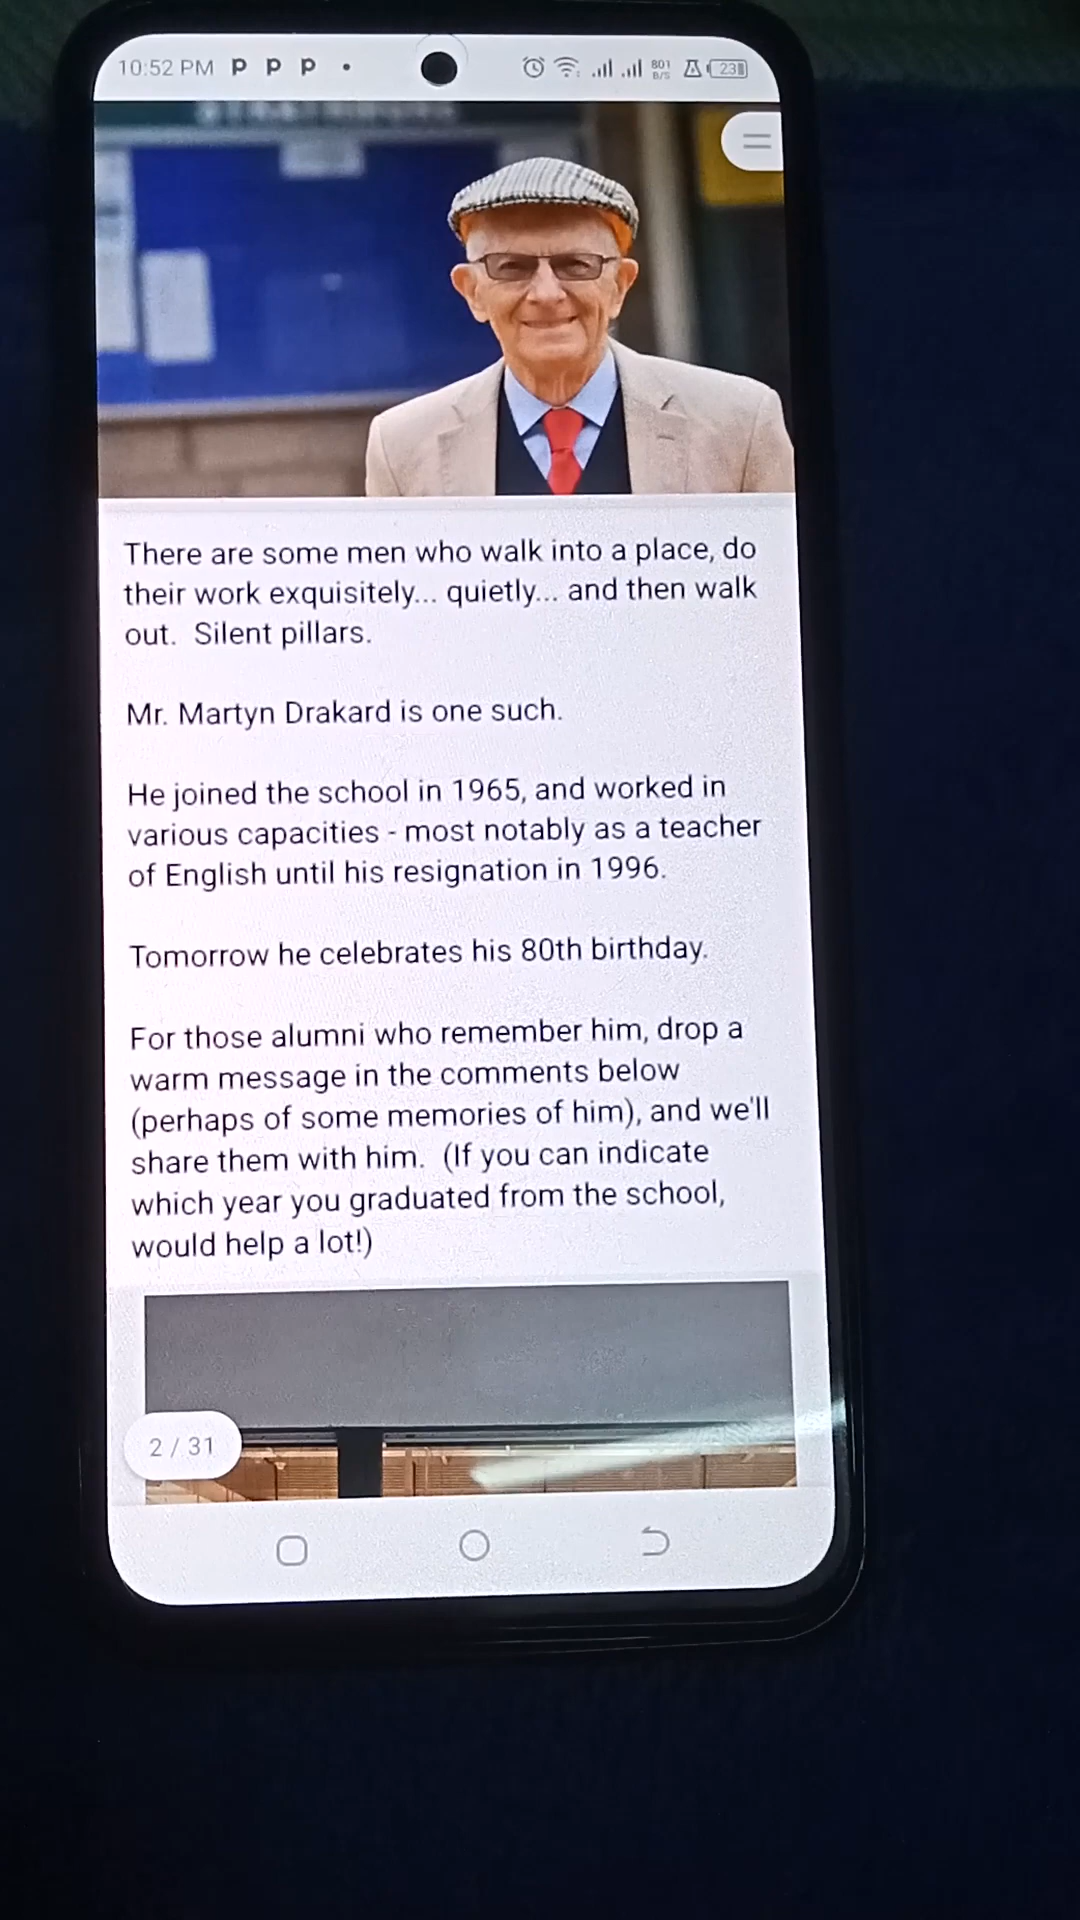 10:52 PM P P P •
801 B/S 23
There are some men who walk into a place, do
their work exquisitely... quietly... and then walk
out.  Silent pillars.
Mr. Martyn Drakard is one such.
He joined the school in 1965, and worked in
various capacities - most notably as a teacher
of English until his resignation in 1996.
Tomorrow he celebrates his 80th birthday.
For those alumni who remember him, drop a
warm message in the comments below
(perhaps of some memories of him), and we'll
share them with him.  (If you can indicate
which year you graduated from the school,
would help a lot!)
2 / 31